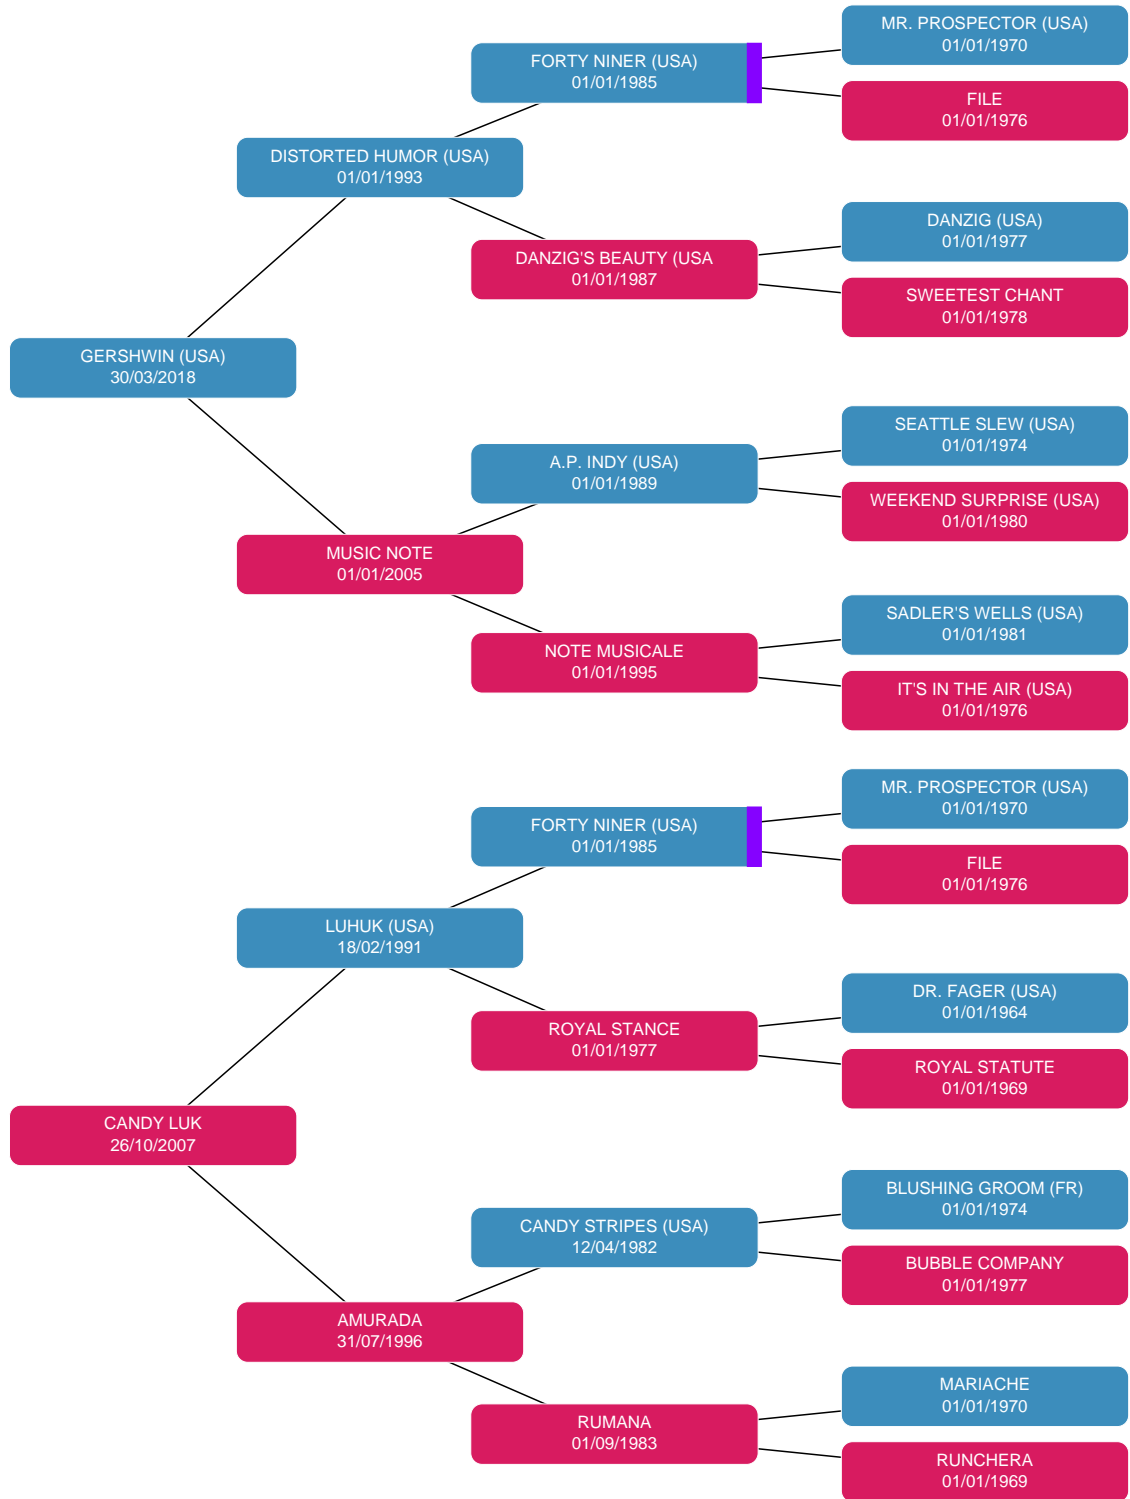 MR. PROSPECTOR (USA)
01/01/1970
FORTY NINER (USA)
01/01/1985
FILE
01/01/1976
DISTORTED HUMOR (USA)
01/01/1993
DANZIG (USA)
01/01/1977
DANZIG'S BEAUTY (USA
01/01/1987
SWEETEST CHANT
01/01/1978
GERSHWIN (USA)
30/03/2018
SEATTLE SLEW (USA)
01/01/1974
A.P. INDY (USA)
01/01/1989
WEEKEND SURPRISE (USA)
01/01/1980
MUSIC NOTE
01/01/2005
SADLER'S WELLS (USA)
01/01/1981
NOTE MUSICALE
01/01/1995
IT'S IN THE AIR (USA)
01/01/1976
MR. PROSPECTOR (USA)
01/01/1970
FORTY NINER (USA)
01/01/1985
FILE
01/01/1976
LUHUK (USA)
18/02/1991
DR. FAGER (USA)
01/01/1964
ROYAL STANCE
01/01/1977
ROYAL STATUTE
01/01/1969
CANDY LUK
26/10/2007
BLUSHING GROOM (FR)
01/01/1974
CANDY STRIPES (USA)
12/04/1982
BUBBLE COMPANY
01/01/1977
AMURADA
31/07/1996
MARIACHE
01/01/1970
RUMANA
01/09/1983
RUNCHERA
01/01/1969